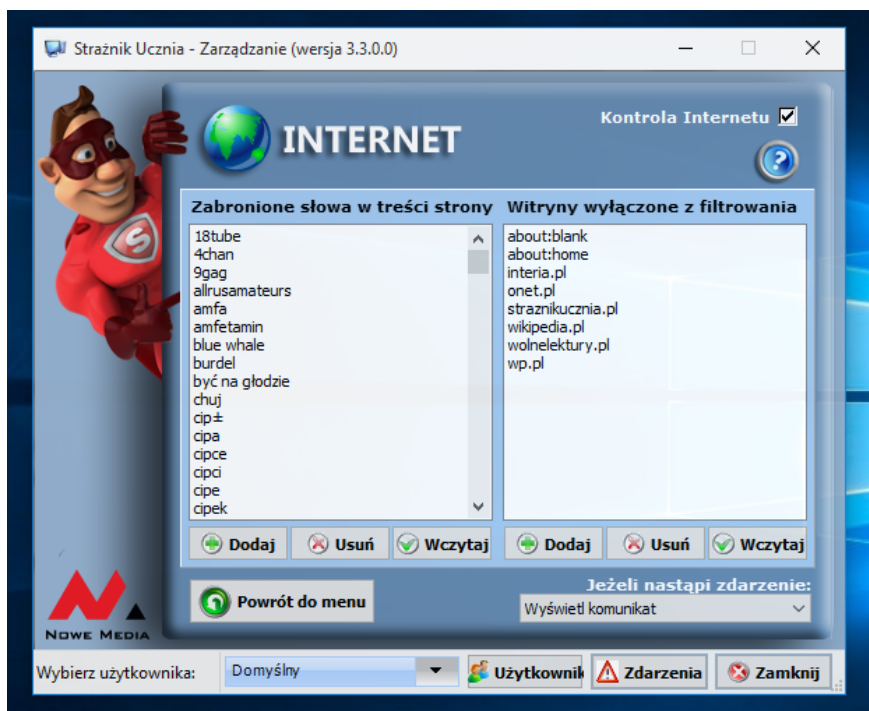 Strażnik Ucznia - Zarządzanie (wersja 3.3.0.0)
INTERNET
Kontrola Internetu
Zabronione słowa w treści strony
18tube
4chan
9gag
allrusamateurs
amfa
amfetamin
blue whale
burdel
być na głodzie
chuj
cip±
cipa
cipce
cipci
cipe
cipek
Dodaj
Usuń
Wczytaj
Witryny wyłączone z filtrowania
about:blank
about:home
interia.pl
onet.pl
straznikucznia.pl
wikipedia.pl
wolnelektury.pl
wp.pl
Dodaj
Usuń
Wczytaj
Powrót do menu
Jeżeli nastąpi zdarzenie:
Wyświetl komunikat
NOWE MEDIA
Wybierz użytkownika:
Domyślny
Użytkownik
Zdarzenia
Zamknij